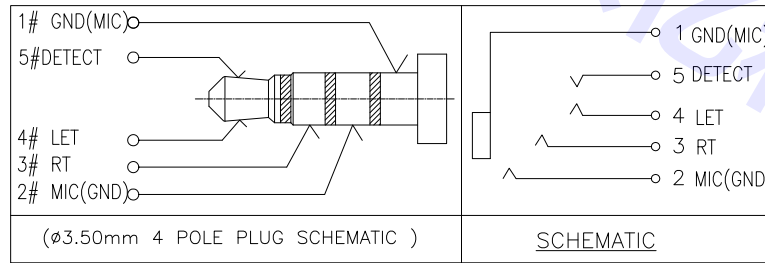 1# GND(MIC)
5#DETECT
4# LET
3# RT
2# MIC(GND)
(ø3.50mm 4 POLE PLUG SCHEMATIC )
1 GND(MIC)
5 DETECT
4 LET
3 RT
2 MIC(GND
SCHEMATIC